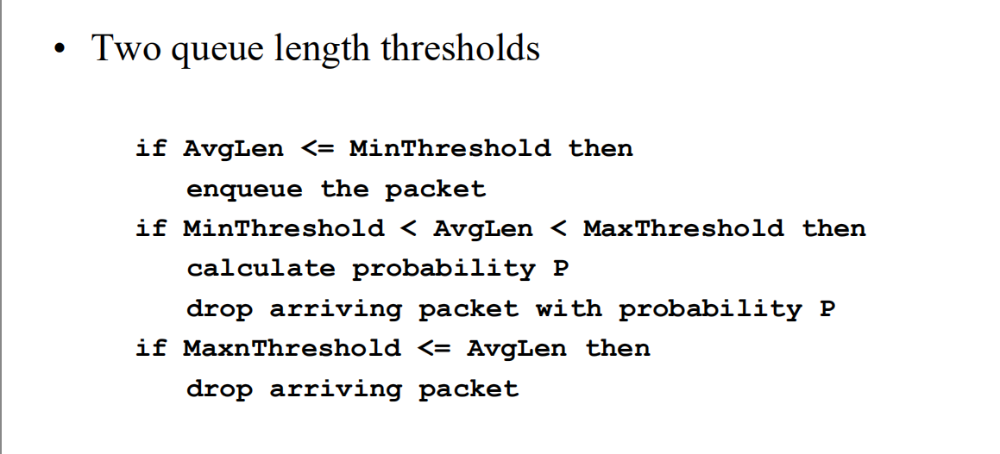 • Two queue length thresholds
if AvgLen <= MinThreshold then
enqueue the packet
if MinThreshold < AvgLen < MaxThreshold then
calculate probability P
drop arriving packet with probability P
if MaxnThreshold <= AvgLen then
drop arriving packet